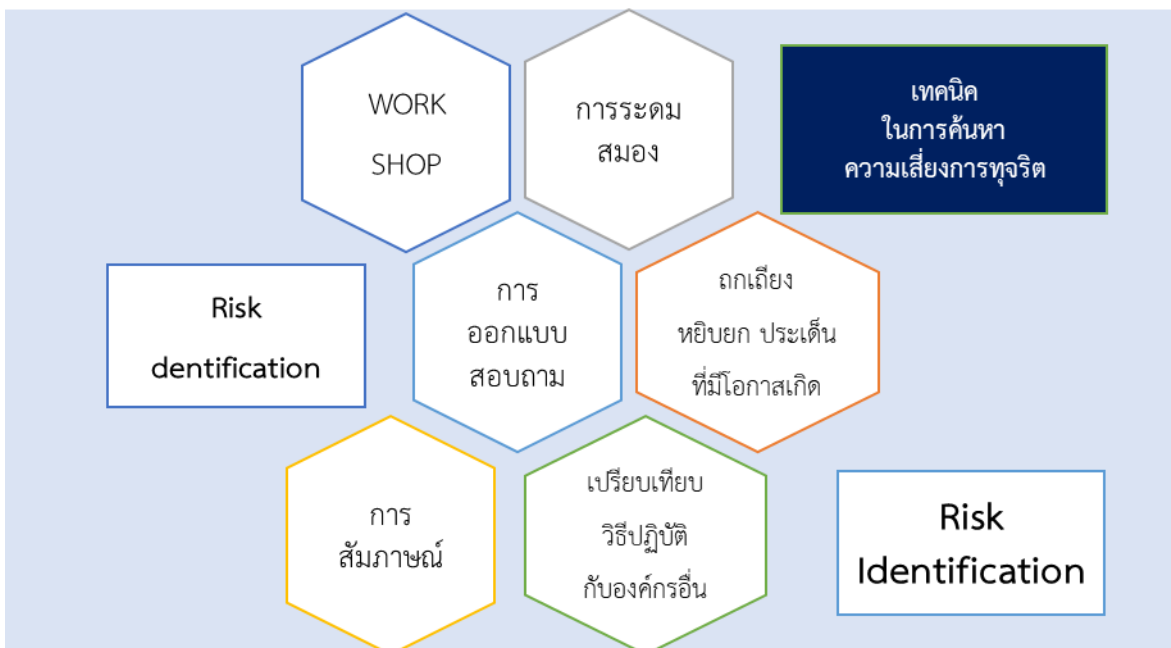 WORK
SHOP
การระดม
สมอง
เทคนิค
ในการค้นหา
ความเสี่ยงการทุจริต
Risk
dentification
การ
ออกแบบ
สอบถาม
ถกเถียง
หยิบยก ประเด็น
ที่มีโอกาสเกิด
การ
สัมภาษณ์
เปรียบเทียบ
วิธีปฏิบัติ
กับองค์กรอื่น
Risk
Identification